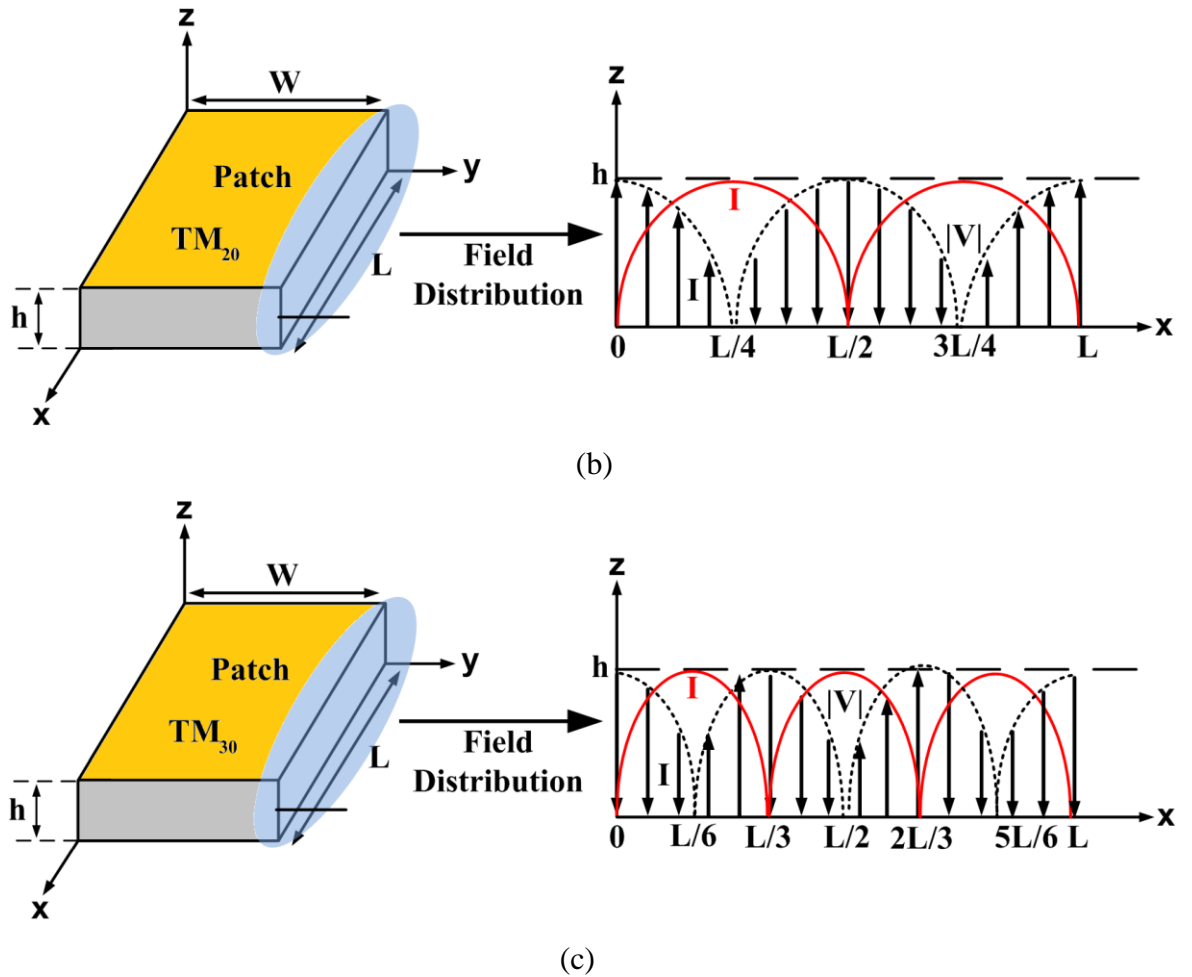 z
W
Patch
TM20
y
L
h
x
Field
Distribution
z
h
I
|V|
I
0 L/4 L/2 3L/4 L
x
(b)
z
W
Patch
TM30
y
L
h
x
Field
Distribution
z
h
I
|V|
I
0 L/6 L/3 L/2 2L/3 5L/6 L
x
(c)